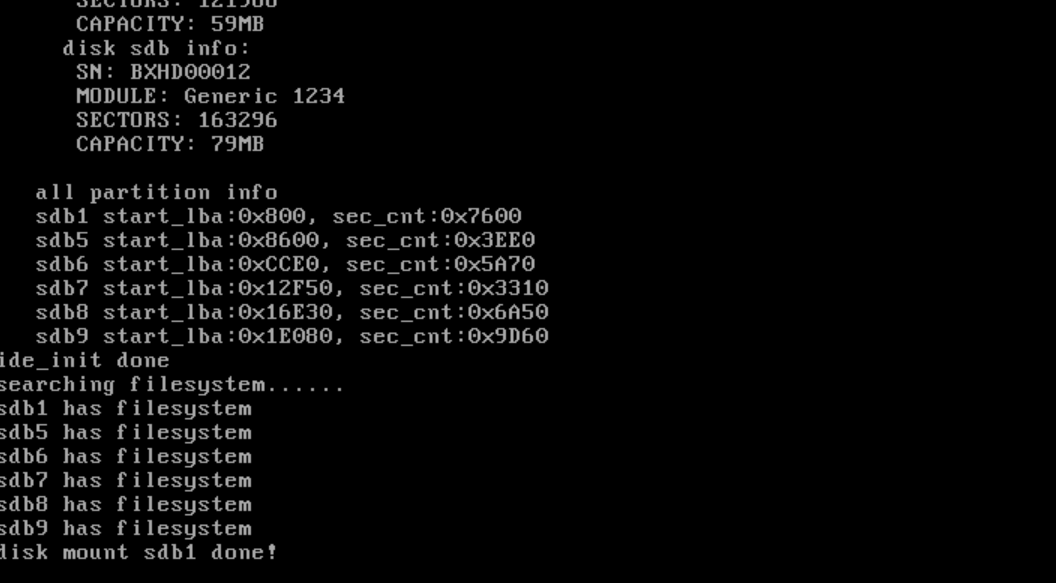 CAPACITY: 59MB
disk sdb info:
SN: BXHD00012
MODULE: Generic 1234
SECTORS: 163296
CAPACITY: 79MB
all partition info
sdb1 start_lba:0x800, sec_cnt:0x7600
sdb5 start_lba:0x8600, sec_cnt:0x3EE0
sdb6 start_lba:0xCCE0, sec_cnt:0x5A70
sdb7 start_lba:0x12F50, sec_cnt:0x3310
sdb8 start_lba:0x16E30, sec_cnt:0x6A50
sdb9 start_lba:0x1E080, sec_cnt:0x9D60
ide_init done
searching filesystem......
sdb1 has filesystem
sdb5 has filesystem
sdb6 has filesystem
sdb7 has filesystem
sdb8 has filesystem
sdb9 has filesystem
disk mount sdb1 done!